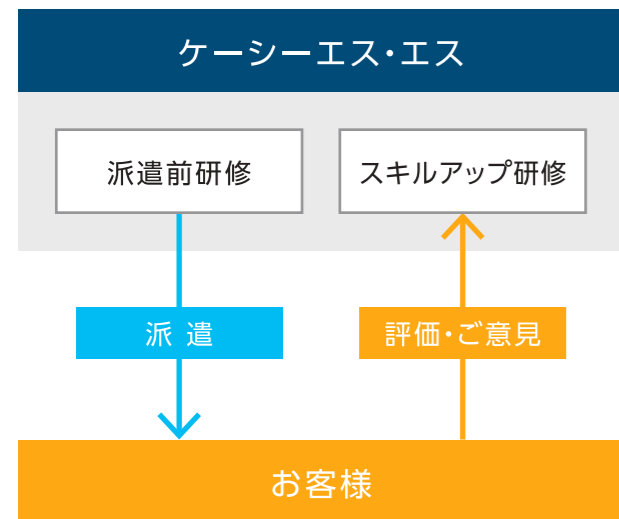 ケーシーエス・エス
派遣前研修
スキルアップ研修
派 遣
評価・ご意見
お客様